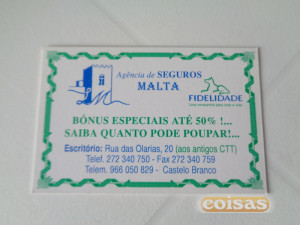 Agência de SEGUROS
MALTA
FIDELIDADE
BÓNUS ESPECIAIS ATÉ 50% !...
SAIBA QUANTO PODE POUPAR!...
Escritório: Rua das Olarias, 20 (aos antigos CTT)
Telef. 272 340 750 - Fax 272 340 759
Telem. 966 050 829 - Castelo Branco
coisas